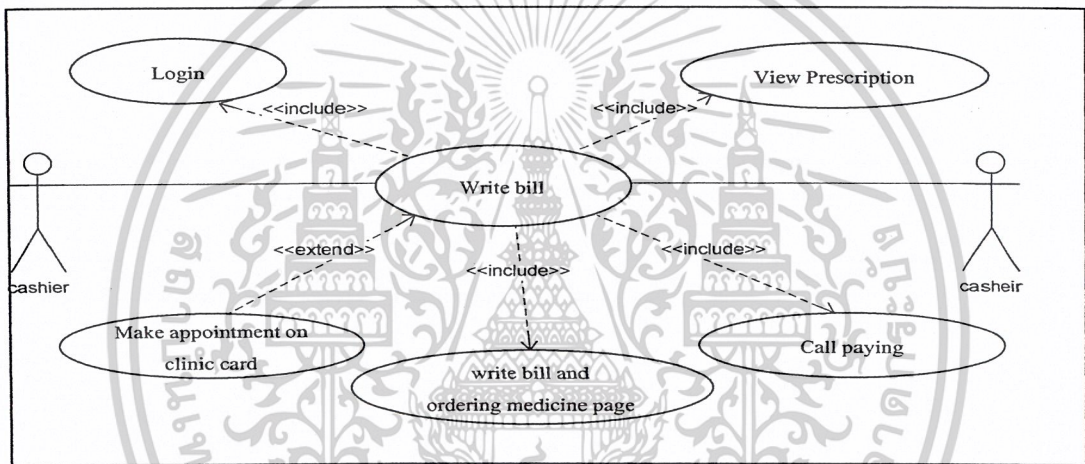 Login
View Prescription
<<include>>
<<include>>
Write bill
<<extend>>
<<include>>
<<include>>
cashier
casheir
Make appointment on
clinic card
write bill and
ordering medicine page
Call paying